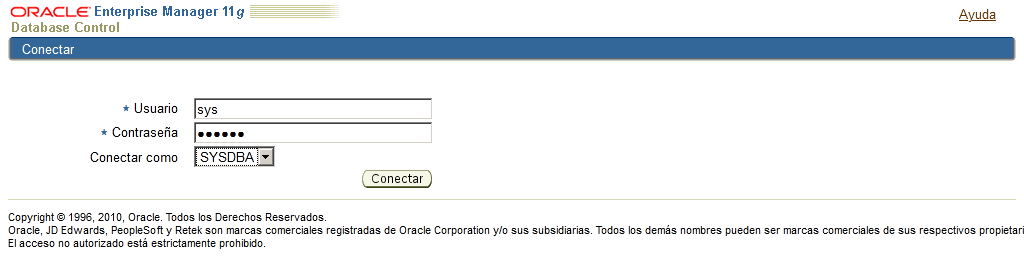 ORACLE Enterprise Manager 11g
Ayuda
Database Control
Conectar
* Usuario sys
* Contraseña ●●●●●●
Conectar como SYSDBA
Conectar
Copyright © 1996, 2010, Oracle. Todos los Derechos Reservados.
Oracle, JD Edwards, PeopleSoft y Retek son marcas comerciales registradas de Oracle Corporation y/o sus subsidiarias. Todos los demás nombres pueden ser marcas comerciales de sus respectivos propietari
El acceso no autorizado está estrictamente prohibido.